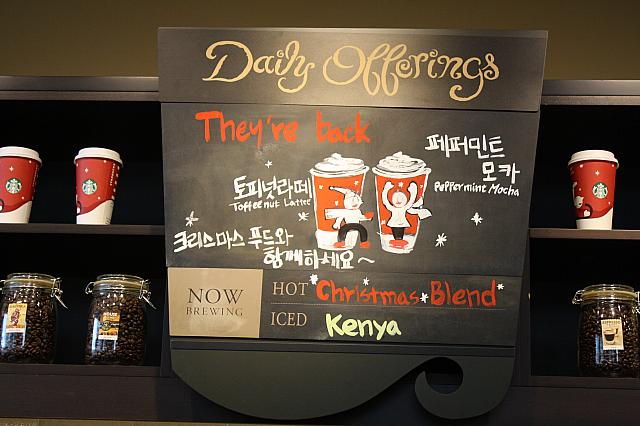 Daily Offerings
They're back
페퍼민트
모카
Peppermint Mocha
토피넛라떼
Toffee nut Latte
크리스마스 푸드와
함께하세요~
NOW
BREWING
HOT Christmas Blend
ICED Kenya